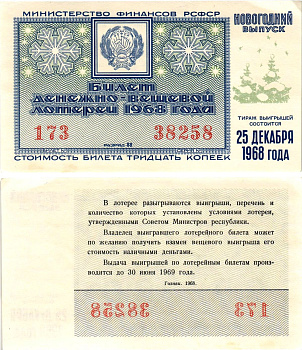 МИНИСТЕРСТВО ФИНАНСОВ РСФСР
НОВОГОДНИЙ
ВЫПУСК
Билет
денежно-вещевой
лотереи 1968 года
173 38258
РАЗРЯД 88
СТОИМОСТЬ БИЛЕТА ТРИДЦАТЬ КОПЕЕК
ТИРАЖ ВЫИГРЫШЕЙ
СОСТОИТСЯ
25 ДЕКАБРЯ
1968 ГОДА
В лотерее разыгрываются выигрыши, перечень и
количество которых установлены условиями лотереи,
утвержденными Советом Министров республики.
Владелец выигравшего лотерейного билета может
по желанию получить взамен вещевого выигрыша его
стоимость наличными деньгами.
Выдача выигрышей по лотерейным билетам произ-
водится до 30 июня 1969 года.
Гознак. 1968.
38258 173